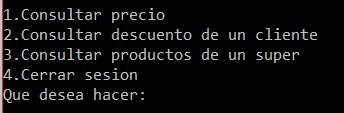 1.Consultar precio
2.Consultar descuento de un cliente
3.Consultar productos de un super
4.Cerrar sesion
Que desea hacer: